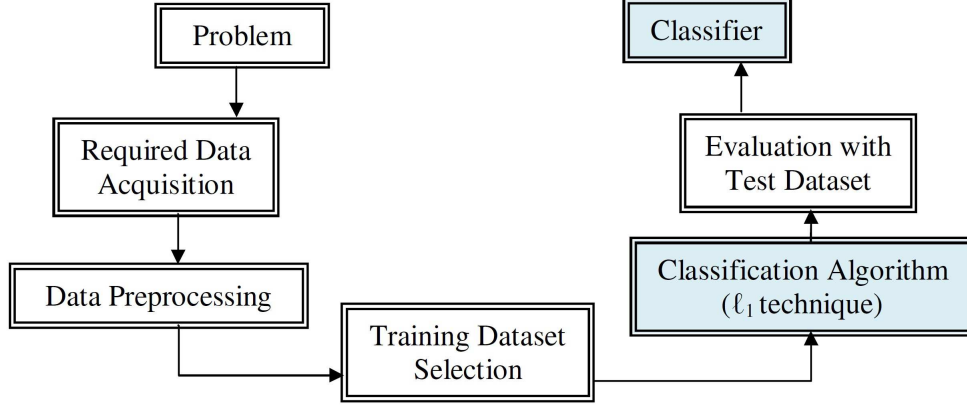 Problem
Required Data
Acquisition
Data Preprocessing
Training Dataset
Selection
Classification Algorithm
(ℓ₁ technique)
Evaluation with
Test Dataset
Classifier